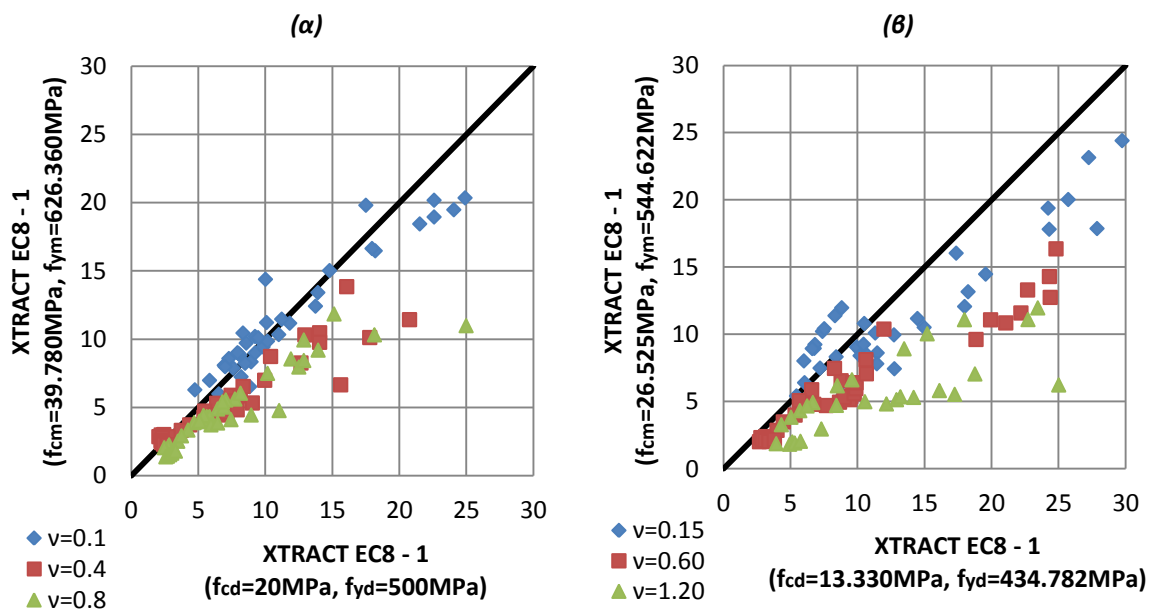 (α)
30
25
20
15
10
5
0
0 5 10 15 20 25 30
XTRACT EC8 - 1
(fcm=39.780MPa, fym=626.360MPa)
XTRACT EC8 - 1
(fcd=20MPa, fyd=500MPa)
ν=0.1
ν=0.4
ν=0.8
(β)
30
25
20
15
10
5
0
0 5 10 15 20 25 30
XTRACT EC8 - 1
(fcm=26.525MPa, fym=544.622MPa)
XTRACT EC8 - 1
(fcd=13.330MPa, fyd=434.782MPa)
ν=0.15
ν=0.60
ν=1.20